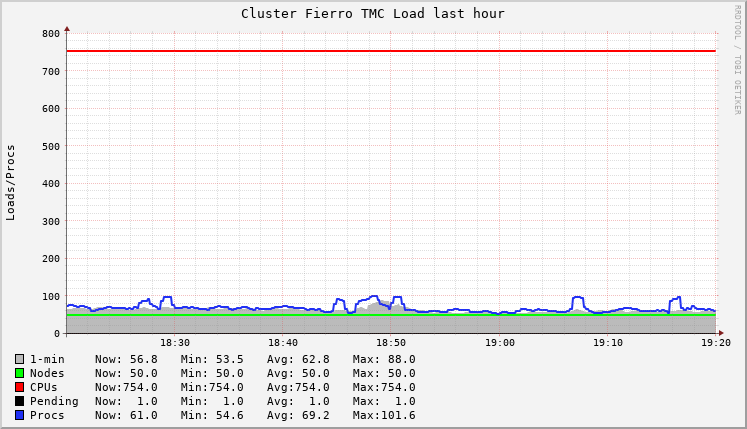 Cluster Fierro TMC Load last hour
RRDTOOL / TOBI OETIKER
Loads/Procs
800
700
600
500
400
300
200
100
0
18:30 18:40 18:50 19:00 19:10 19:20
1-min Now: 56.8 Min: 53.5 Avg: 62.8 Max: 88.0
Nodes Now: 50.0 Min: 50.0 Avg: 50.0 Max: 50.0
CPUs Now:754.0 Min:754.0 Avg:754.0 Max:754.0
Pending Now: 1.0 Min: 1.0 Avg: 1.0 Max: 1.0
Procs Now: 61.0 Min: 54.6 Avg: 69.2 Max:101.6